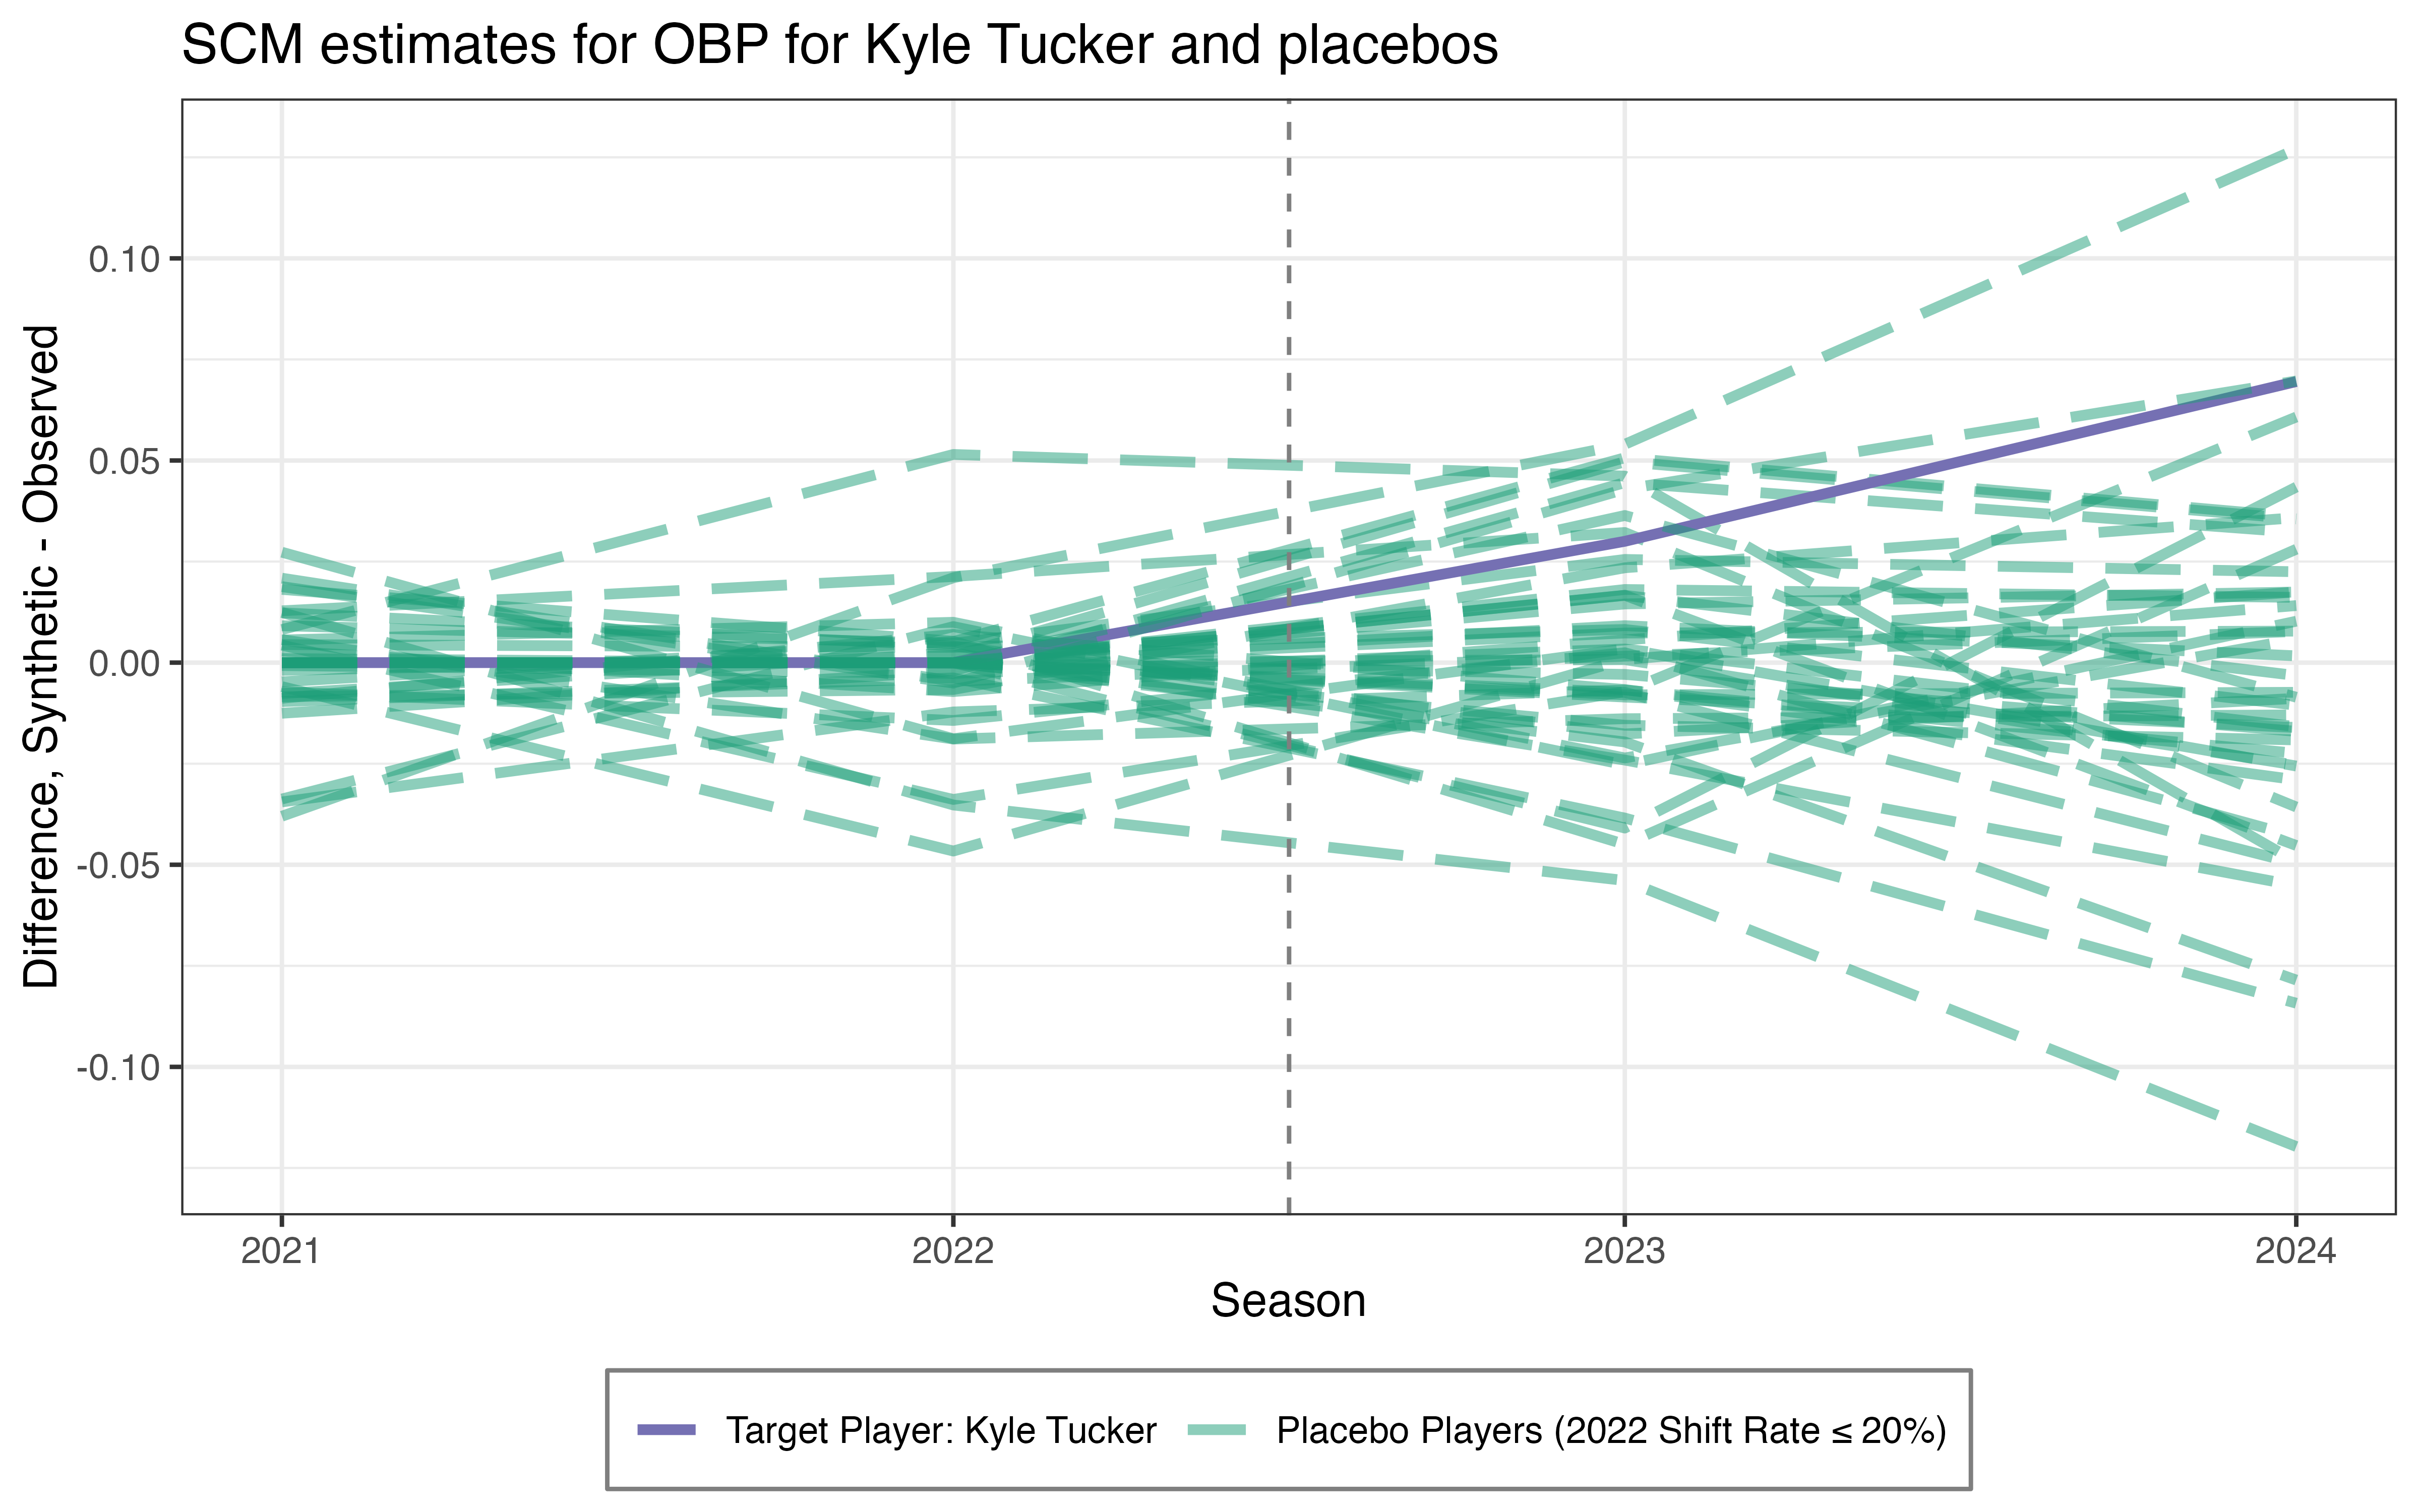 SCM estimates for OBP for Kyle Tucker and placebos
Difference, Synthetic - Observed
0.10
0.05
0.00
-0.05
-0.10
2021 2022 2023 2024
Season
Target Player: Kyle Tucker Placebo Players (2022 Shift Rate ≤ 20%)